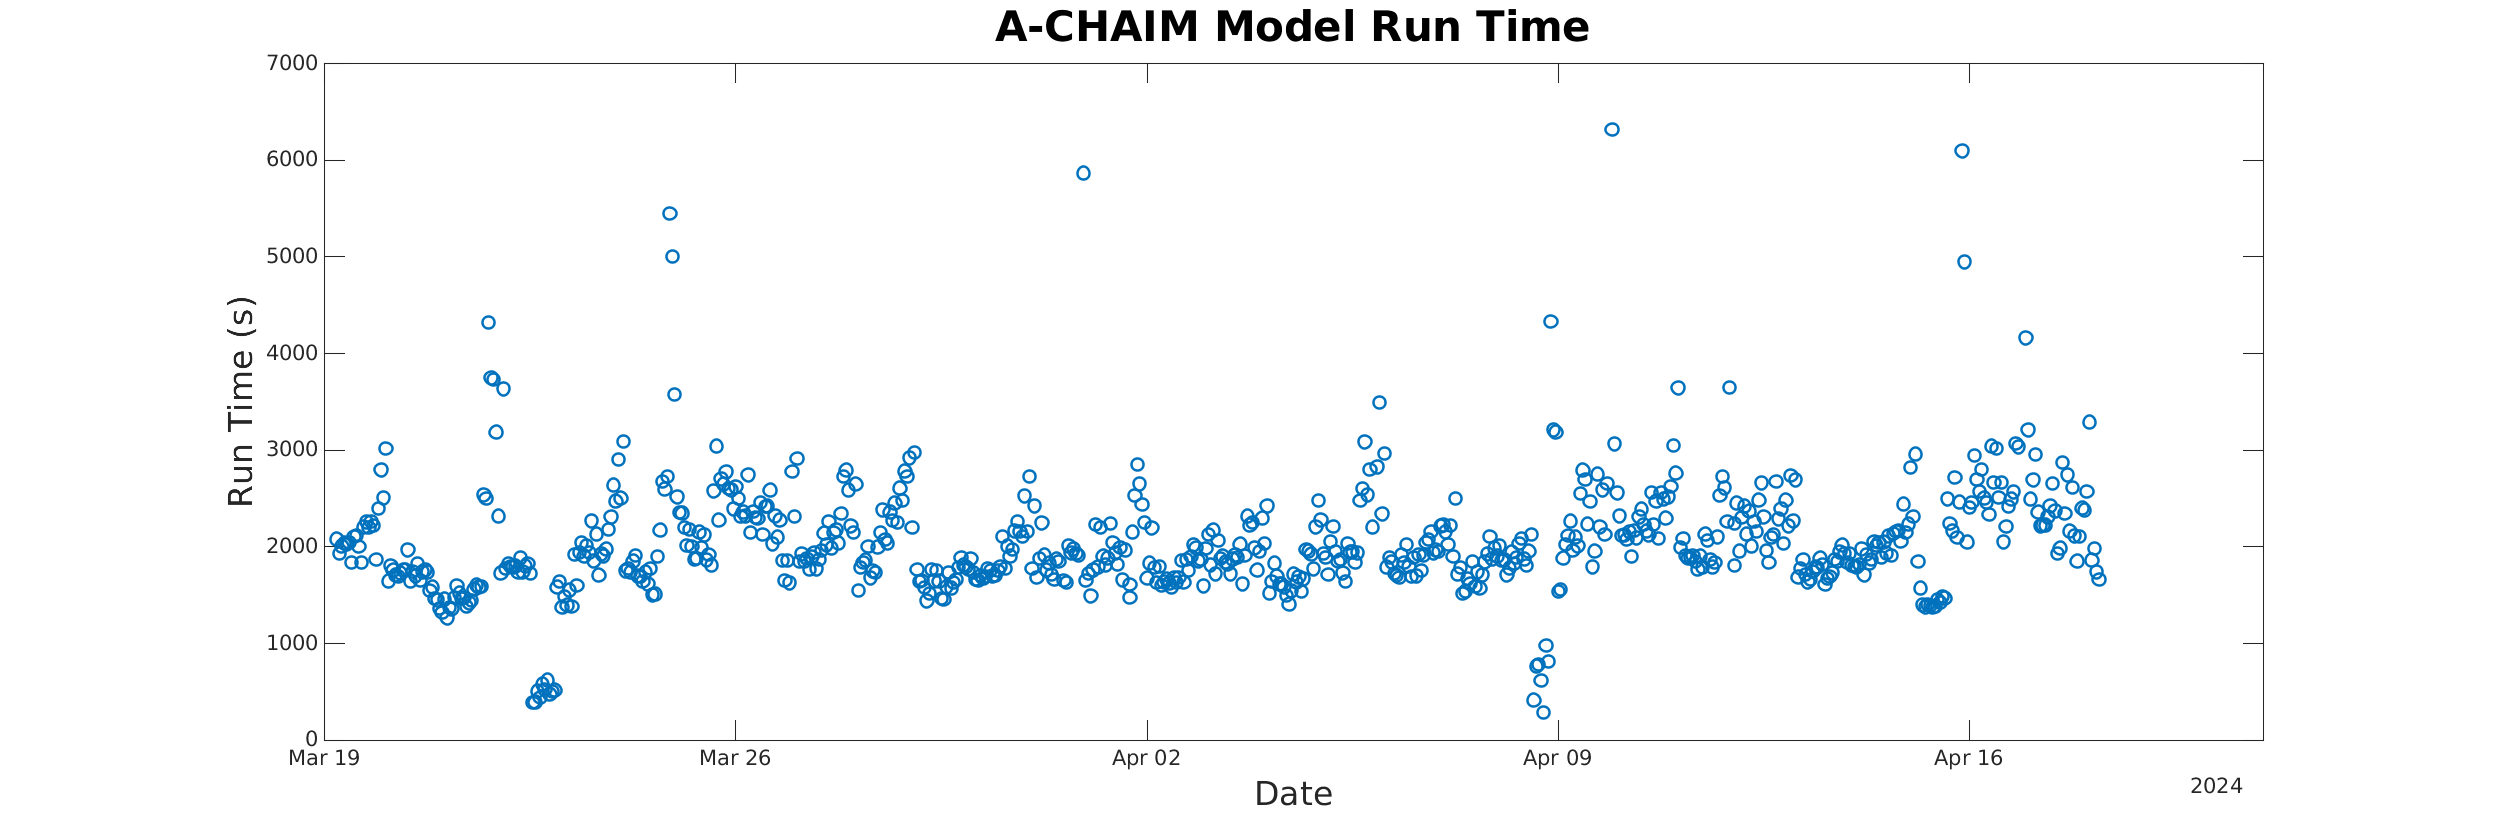 A-CHAIM Model Run Time
7000
6000
5000
4000
3000
2000
1000
0
Run Time (s)
Mar 19
Mar 26
Apr 02
Apr 09
Apr 16
Date
2024